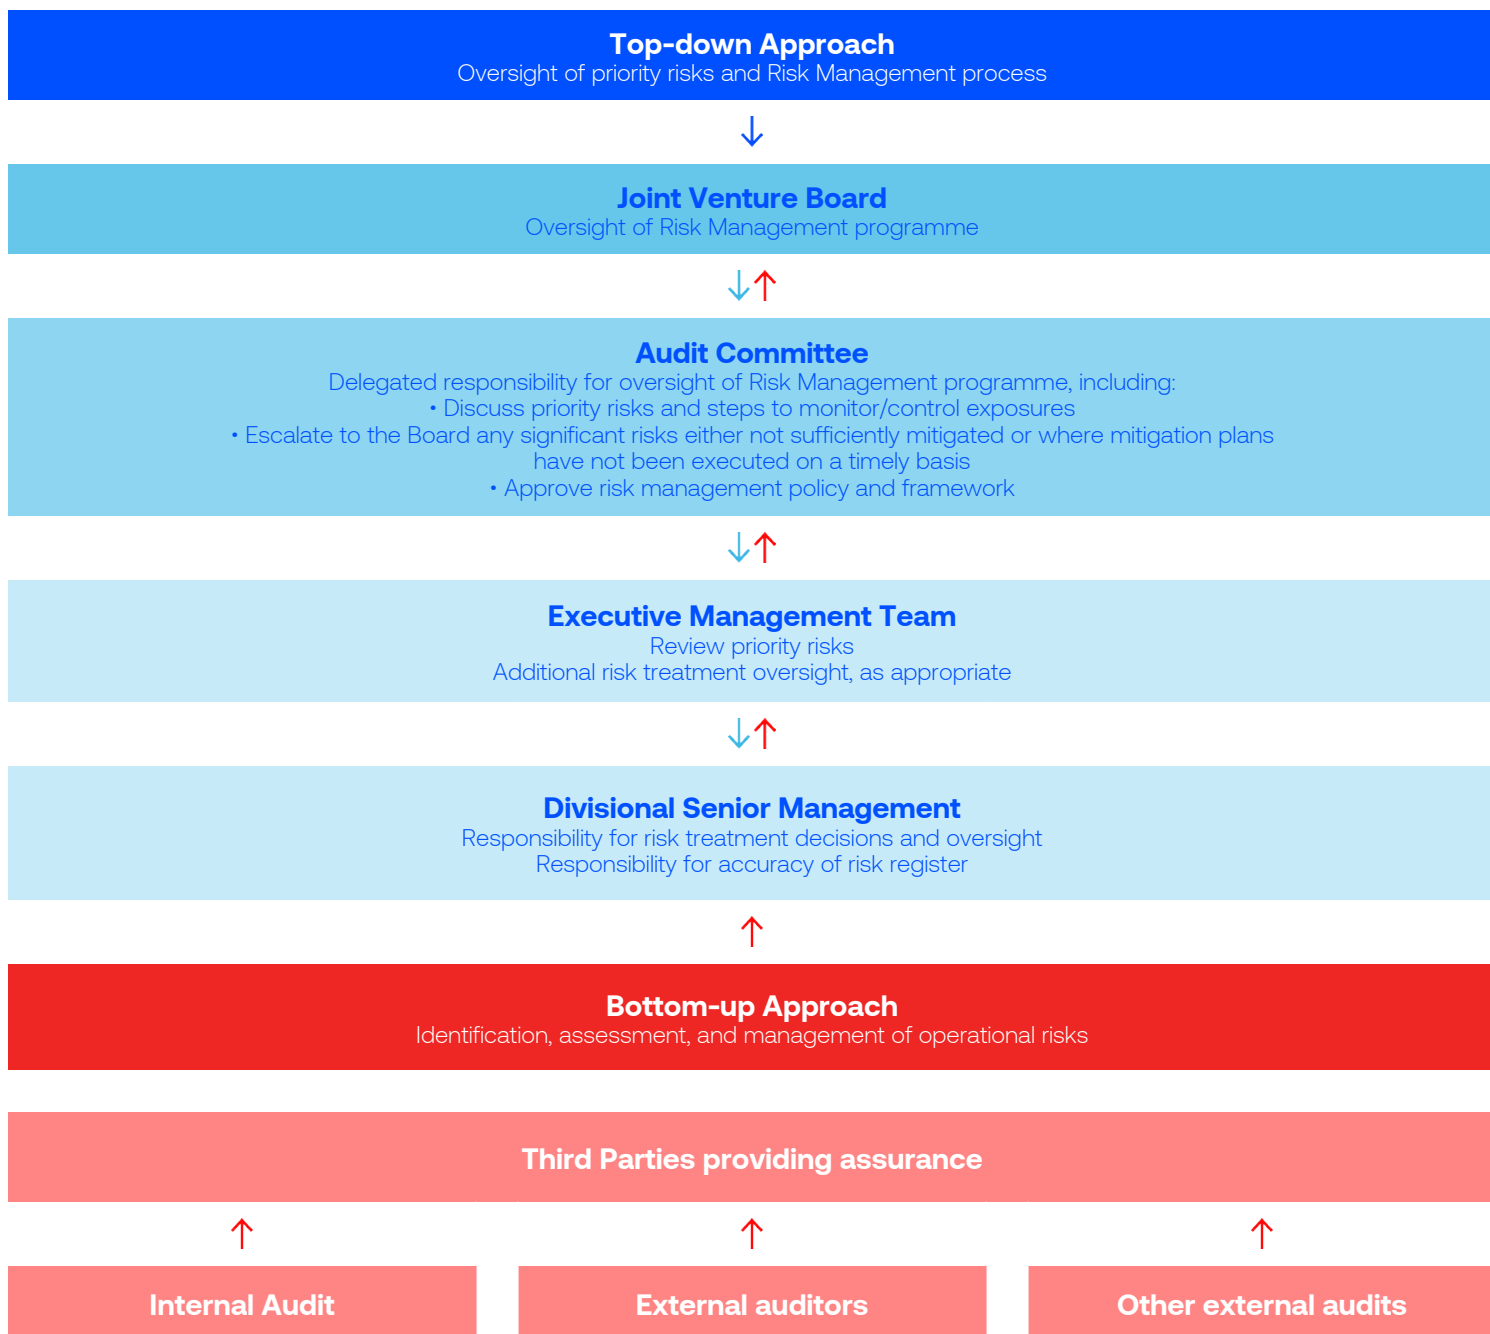 Top-down Approach
Oversight of priority risks and Risk Management process
Joint Venture Board
Oversight of Risk Management programme
Audit Committee
Delegated responsibility for oversight of Risk Management programme, including:
• Discuss priority risks and steps to monitor/control exposures
• Escalate to the Board any significant risks either not sufficiently mitigated or where mitigation plans
have not been executed on a timely basis
• Approve risk management policy and framework
Executive Management Team
Review priority risks
Additional risk treatment oversight, as appropriate
Divisional Senior Management
Responsibility for risk treatment decisions and oversight
Responsibility for accuracy of risk register
Bottom-up Approach
Identification, assessment, and management of operational risks
Third Parties providing assurance
Internal Audit
External auditors
Other external audits